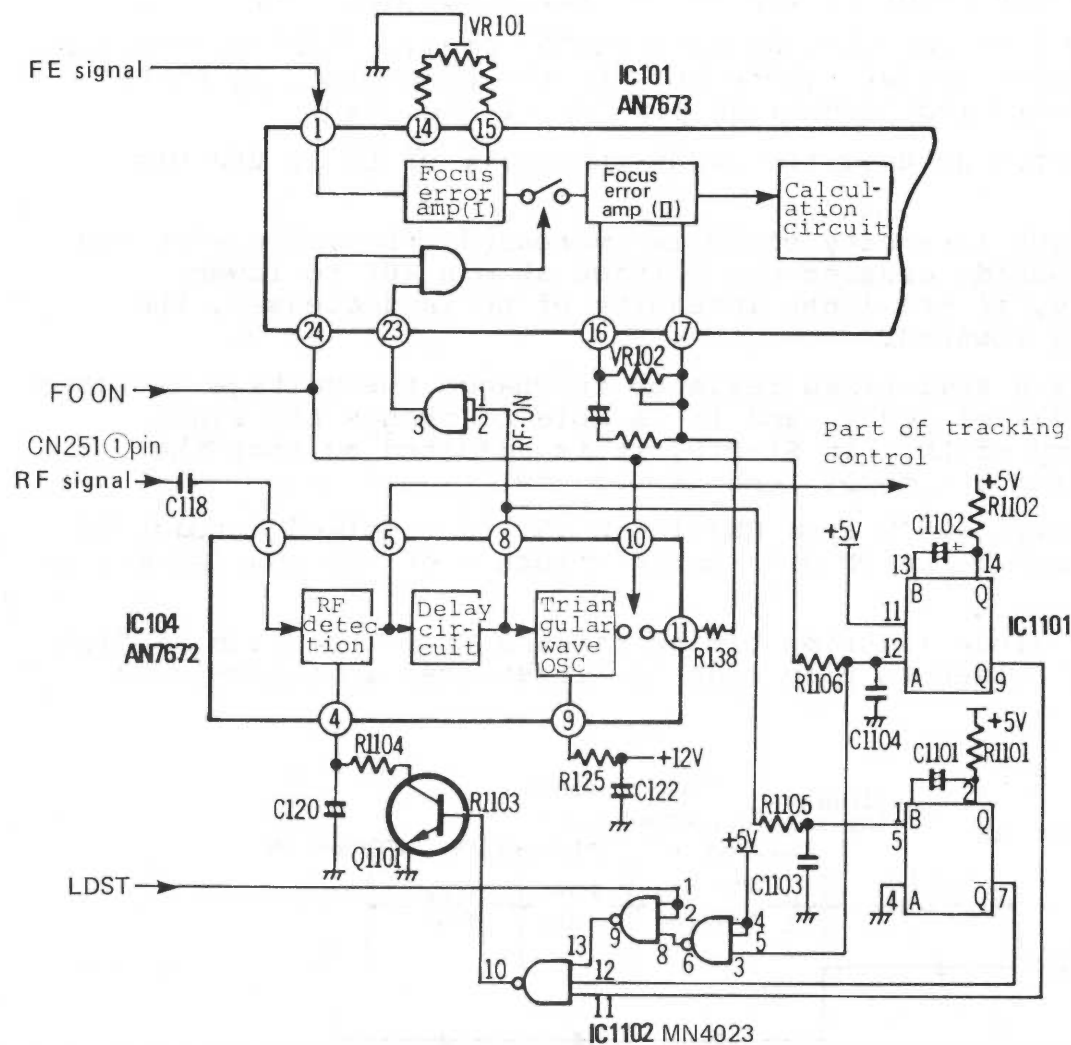 VR101
FE signal
IC101
AN7673
1
14
15
Focus
error
amp(I)
Focus
error
amp (II)
Calcul-
ation
circuit
24
23
16
17
VR102
FO ON
3
1
2
RF·ON
CN251①pin
RF signal
C118
Part of tracking
control
+5V
R1102
C1102
+
+5V
1
5
8
10
13
14
B
Q
11
IC1101
12
A
Q
9
IC104
AN7672
RF
detec-
tion
Delay
cir-
cuit
Trian-
gular
wave
OSC
11
R138
R1106
C1104
4
9
+5V
C1101
R1101
2
R1104
R125
+12V
C122
C120
R1103
Q1101
R1105
+5V
C1103
1
B
Q
5
4
A
Q̅
7
LDST
1
2
9
8
4
5
6
3
13
12
10
11
IC1102 MN4023